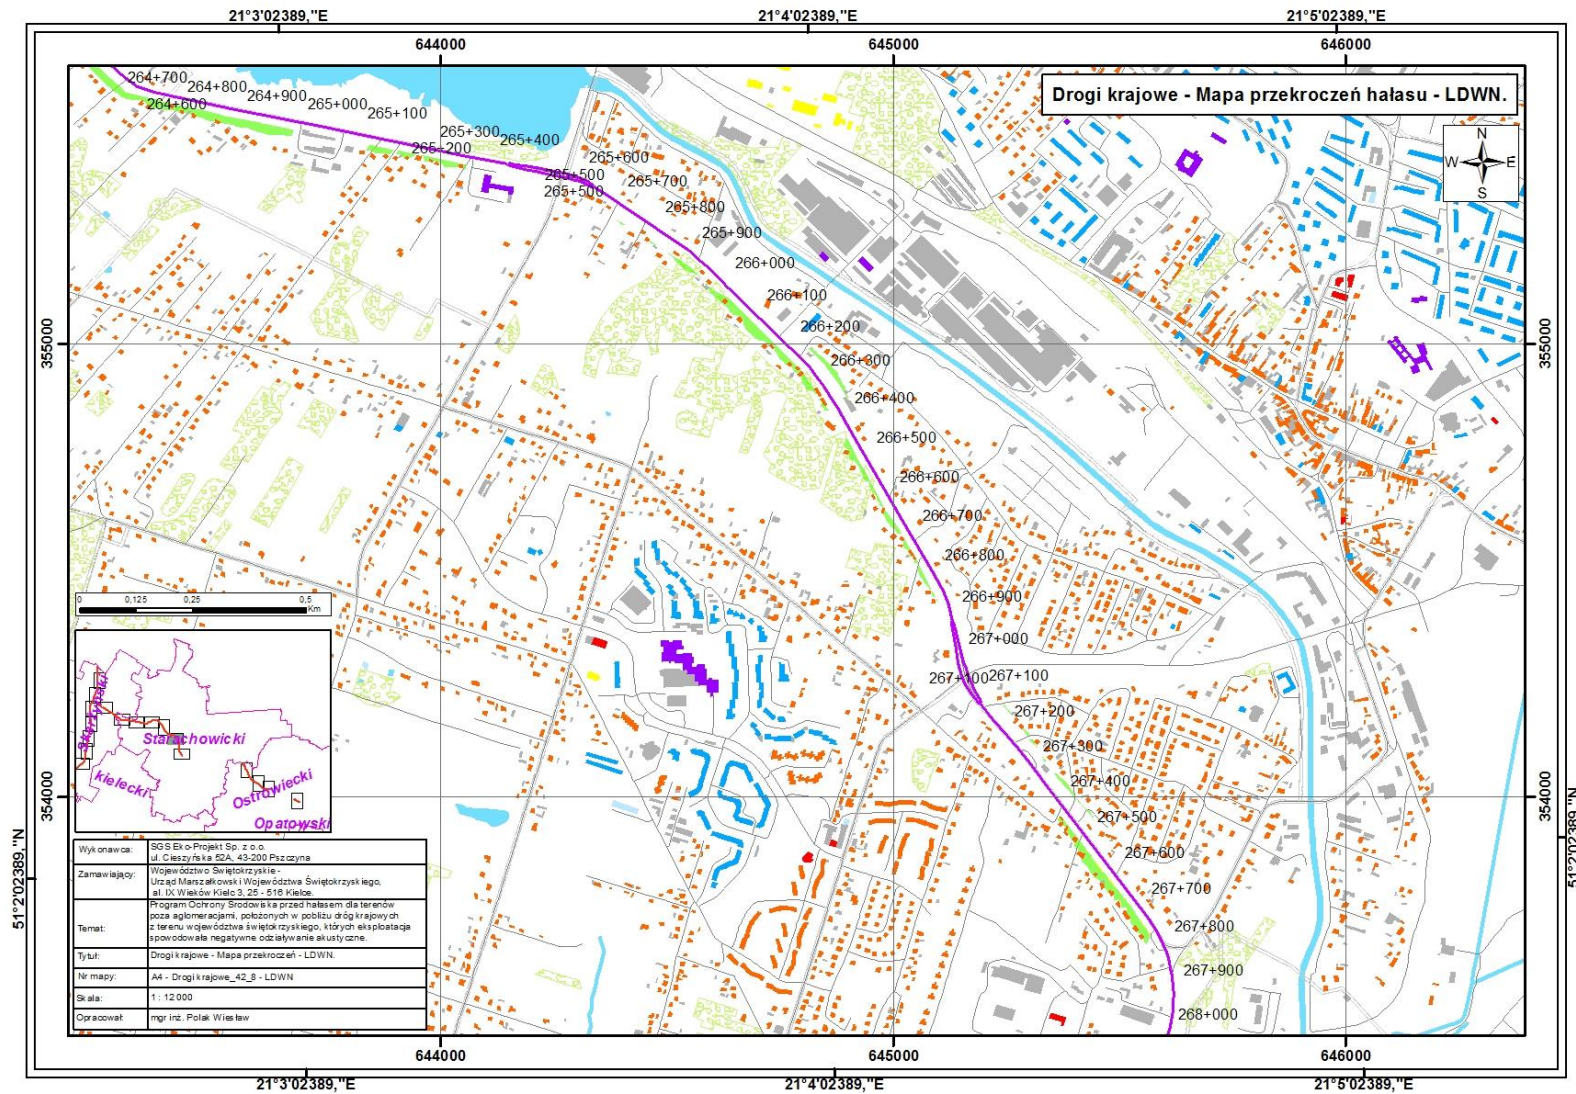 21°3'02389,"E
21°4'02389,"E
21°5'02389,"E
644000
645000
646000
Drogi krajowe - Mapa przekroczeń hałasu - LDWN.
N
W
E
S
264+700
264+800
264+600
264+900
265+000
265+100
265+300
265+200
265+400
265+500
265+500
265+600
265+700
265+800
265+900
266+000
266+100
266+200
266+300
266+400
266+500
266+600
266+700
266+800
266+900
267+000
267+100
267+100
267+200
267+300
267+400
267+500
267+600
267+700
267+800
267+900
268+000
355000
355000
354000
354000
51°2'02389,"N
51°2'02389,"N
0
0,125
0,25
0,5
Km
Skarżyski
Starachowicki
kielecki
Ostrowiecki
Opatowski
Wykonawca:
SGS Eko-Projekt Sp. z o.o.
ul. Cieszyńska 52A, 43-200 Pszczyna
Zamawiający:
Województwo Świętokrzyskie -
Urząd Marszałkowski Województwa Świętokrzyskiego,
al. IX Wieków Kielc 3, 25 - 516 Kielce.
Temat:
Program Ochrony Środowiska przed hałasem dla terenów
poza aglomeracjami, położonych w pobliżu dróg krajowych
z terenu województwa świętokrzyskiego, których eksploatacja
spowodowała negatywne odziaływanie akustyczne.
Tytuł:
Drogi krajowe - Mapa przekroczeń - LDWN.
Nr mapy:
A4 - Drogi krajowe_42_8 - LDWN
Skala:
1 : 12 000
Opracował:
mgr inż. Polak Wiesław
644000
645000
646000
21°3'02389,"E
21°4'02389,"E
21°5'02389,"E